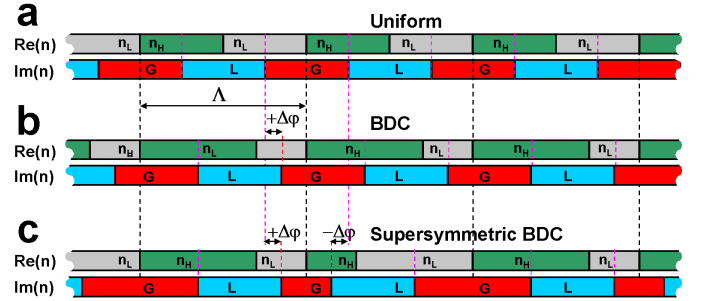 a
Uniform
Re(n) n_L n_H n_L n_H n_L n_H n_L
Im(n) G L G L G L
Λ
+Δφ
b
BDC
Re(n) n_H n_L n_H n_L n_H n_L
Im(n) G L G L G L
+Δφ −Δφ
c
Supersymmetric BDC
Re(n) n_L n_H n_L n_H n_L n_H n_L
Im(n) G L G L G L